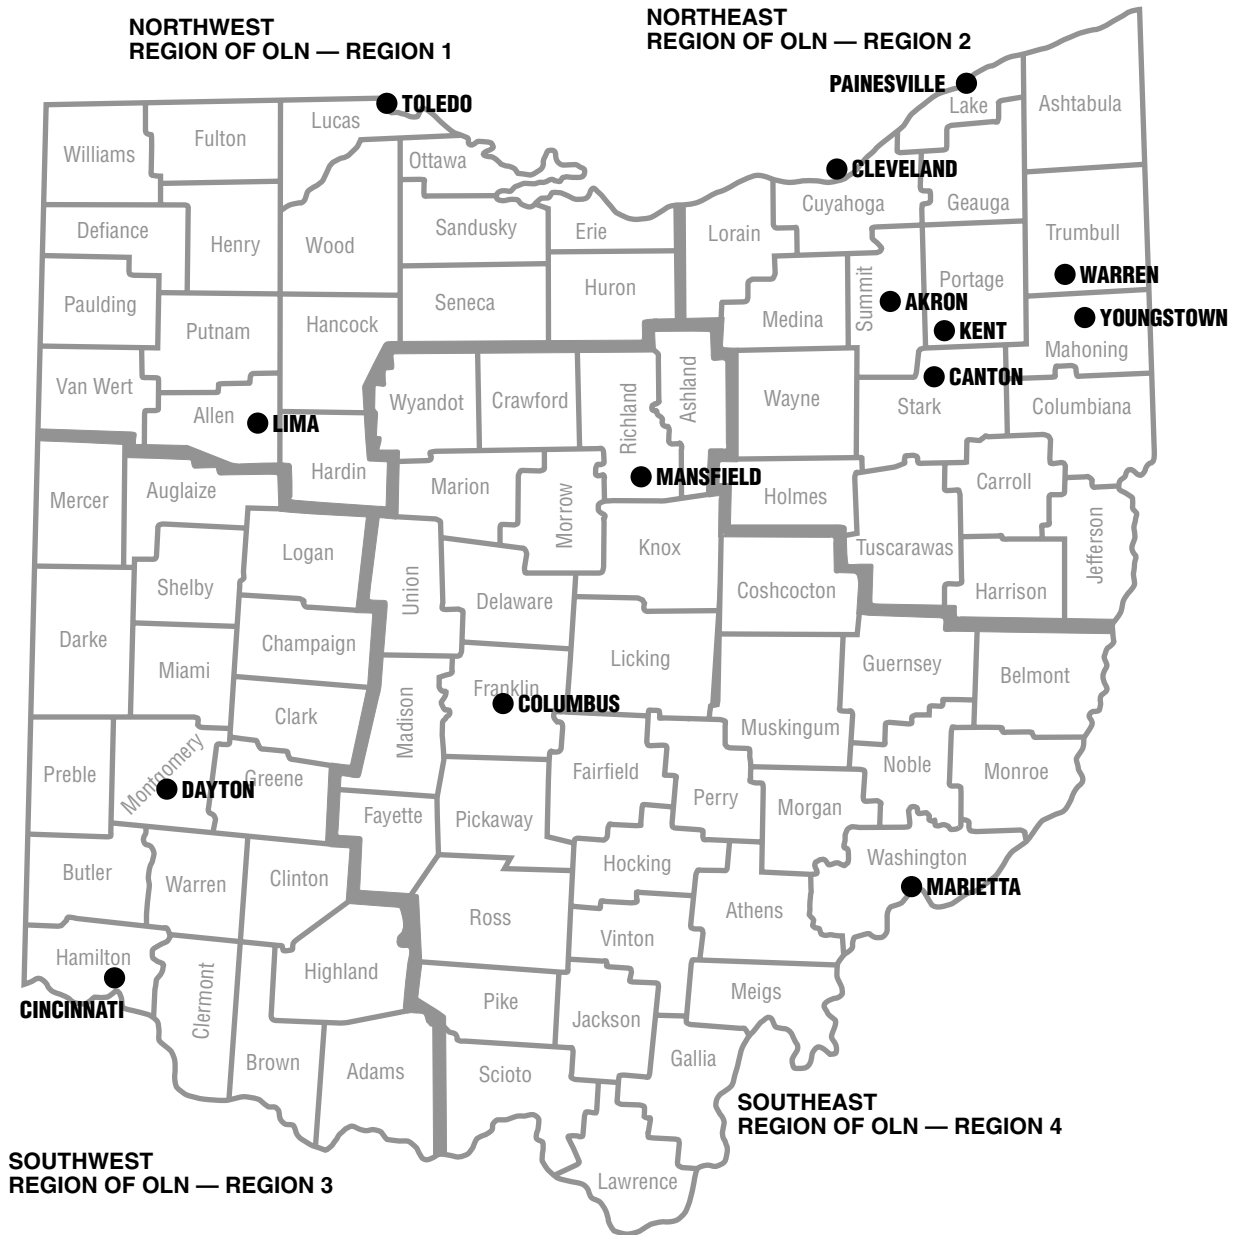 NORTHWEST
REGION OF OLN — REGION 1
NORTHEAST
REGION OF OLN — REGION 2
PAINESVILLE
Lake
Ashtabula
TOLEDO
Lucas
Fulton
Williams
Ottawa
CLEVELAND
Cuyahoga
Geauga
Defiance
Henry
Wood
Sandusky
Erie
Lorain
Trumbull
WARREN
Paulding
Putnam
Hancock
Seneca
Huron
Medina
Summit
AKRON
Portage
KENT
YOUNGSTOWN
Mahoning
Van Wert
Allen
LIMA
Wyandot
Crawford
Richland
Ashland
Wayne
CANTON
Stark
Columbiana
Mercer
Auglaize
Hardin
Marion
Morrow
MANSFIELD
Holmes
Carroll
Jefferson
Logan
Knox
Tuscarawas
Shelby
Union
Delaware
Coshcocton
Harrison
Darke
Miami
Champaign
Licking
Guernsey
Belmont
Clark
Madison
Franklin
COLUMBUS
Muskingum
Preble
Montgomery
DAYTON
Greene
Fairfield
Perry
Noble
Monroe
Fayette
Pickaway
Morgan
Butler
Warren
Clinton
Hocking
Washington
MARIETTA
Ross
Athens
Vinton
Hamilton
CINCINNATI
Clermont
Highland
Pike
Jackson
Meigs
Brown
Adams
Scioto
Gallia
SOUTHEAST
REGION OF OLN — REGION 4
SOUTHWEST
REGION OF OLN — REGION 3
Lawrence